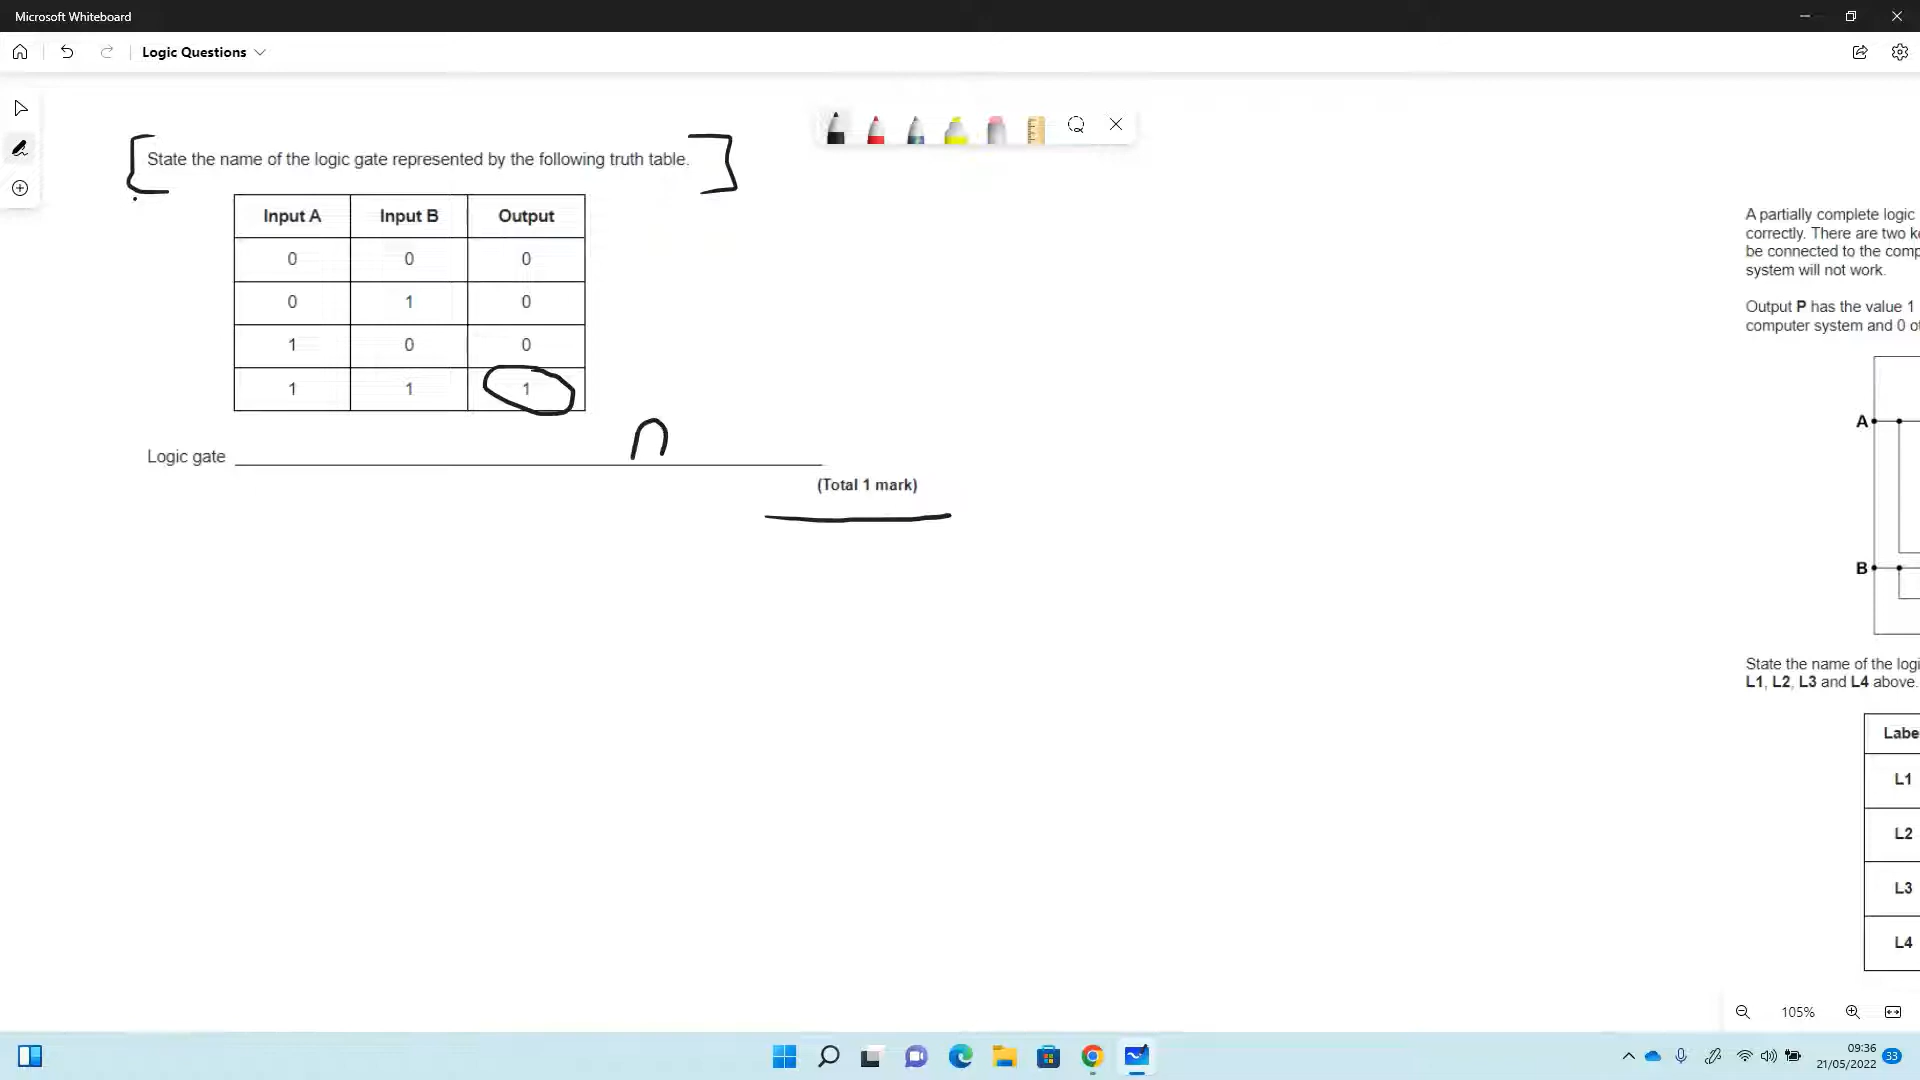 Microsoft Whiteboard
Logic Questions
State the name of the logic gate represented by the following truth table.
Input A Input B Output
0 0 0
0 1 0
1 0 0
1 1 1
Logic gate
(Total 1 mark)
A partially complete logic
correctly. There are two
be connected to the
system will not work.
Output P has the value 1
computer system and 0
A
B
State the name of the
L1, L2, L3 and L4 above.
L1
L2
L3
L4
105%
09:36
21/05/2022
33